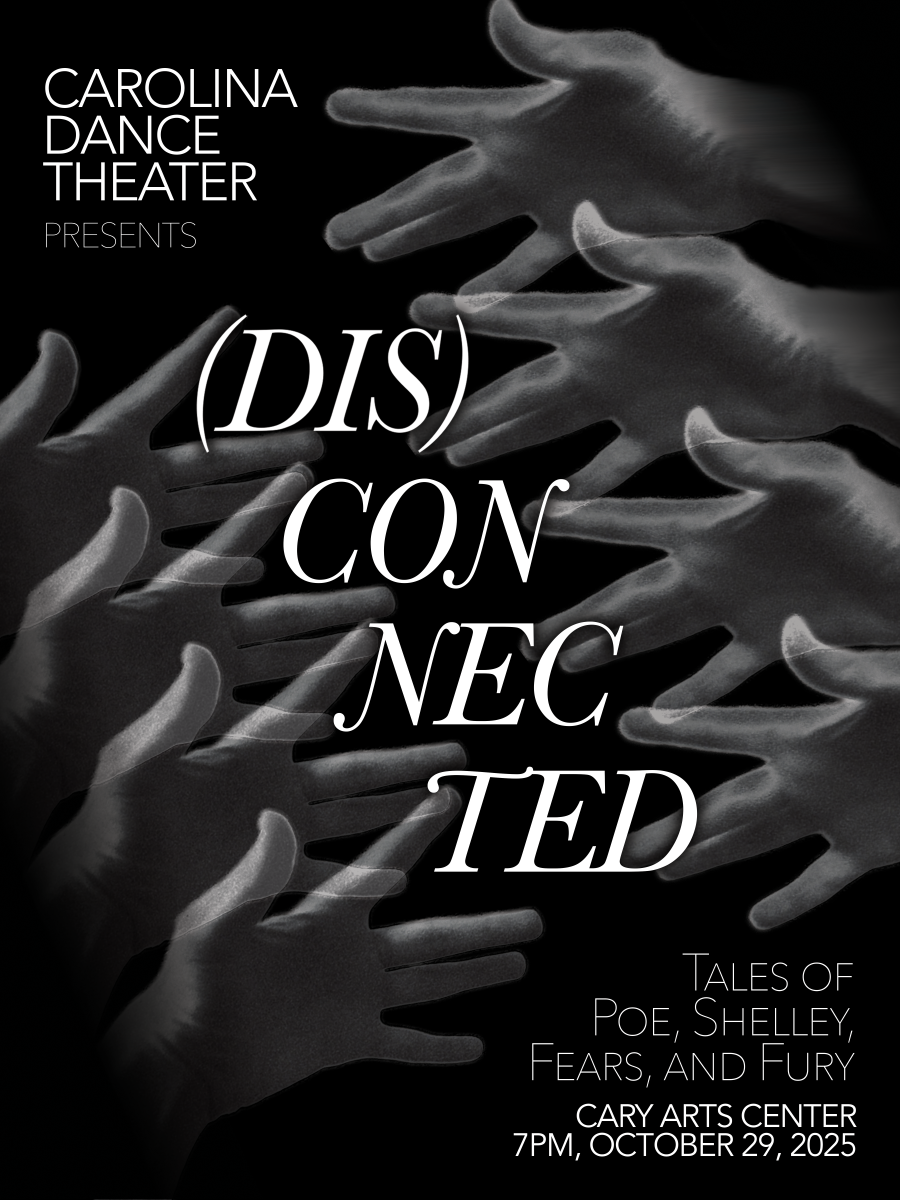 CAROLINA
DANCE
THEATER
PRESENTS
(DIS)
CON
NEC
TED
TALES OF
POE, SHELLEY,
FEARS, AND FURY
CARY ARTS CENTER
7PM, OCTOBER 29, 2025